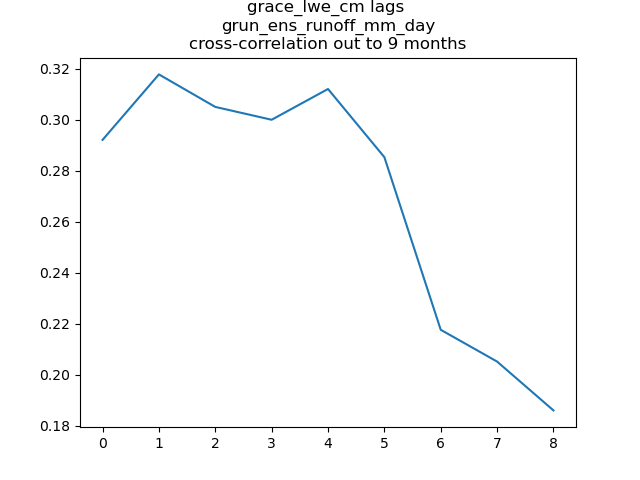 grace_lwe_cm lags
grun_ens_runoff_mm_day
cross-correlation out to 9 months
0.32
0.30
0.28
0.26
0.24
0.22
0.20
0.18
0 1 2 3 4 5 6 7 8